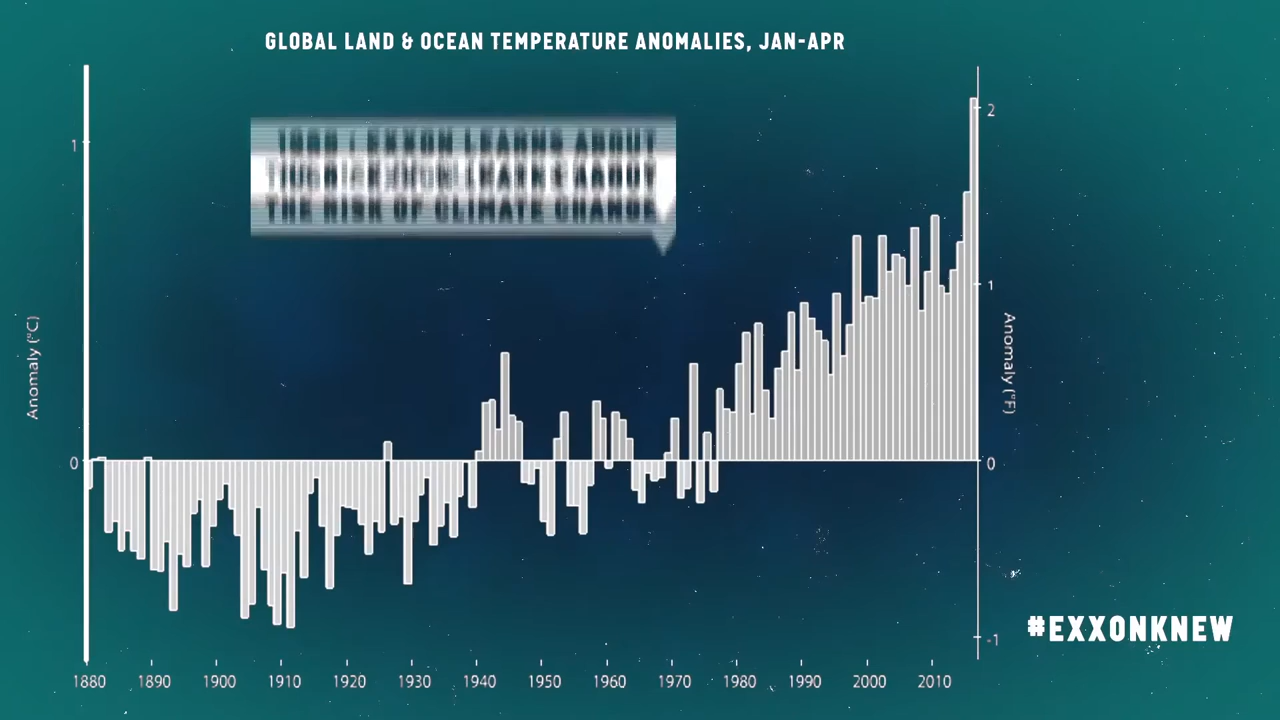 GLOBAL LAND & OCEAN TEMPERATURE ANOMALIES, JAN-APR
THE RISK OF CLIMATE CHANGE
1
0
Anomaly (°C)
2
1
0
-1
Anomaly (°F)
#EXXONKNEW
1880 1890 1900 1910 1920 1930 1940 1950 1960 1970 1980 1990 2000 2010